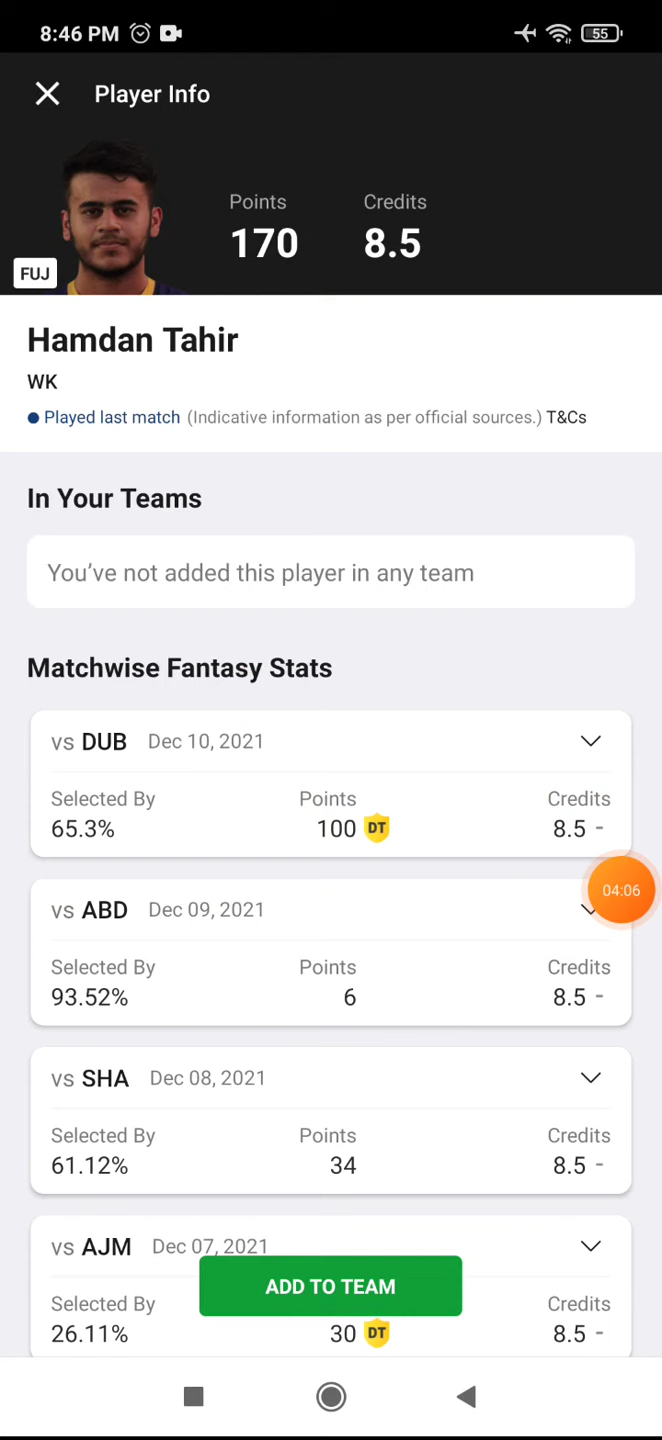 8:46 PM 55
Player Info
Points Credits
170 8.5
FUJ
Hamdan Tahir
WK
Played last match (Indicative information as per official sources.) T&Cs
In Your Teams
You’ve not added this player in any team
Matchwise Fantasy Stats
vs DUB Dec 10, 2021
Selected By Points Credits
65.3% 100 DT 8.5 -
04:06
vs ABD Dec 09, 2021
Selected By Points Credits
93.52% 6 8.5 -
vs SHA Dec 08, 2021
Selected By Points Credits
61.12% 34 8.5 -
vs AJM Dec 07, 2021
ADD TO TEAM
Selected By Credits
26.11% 30 DT 8.5 -